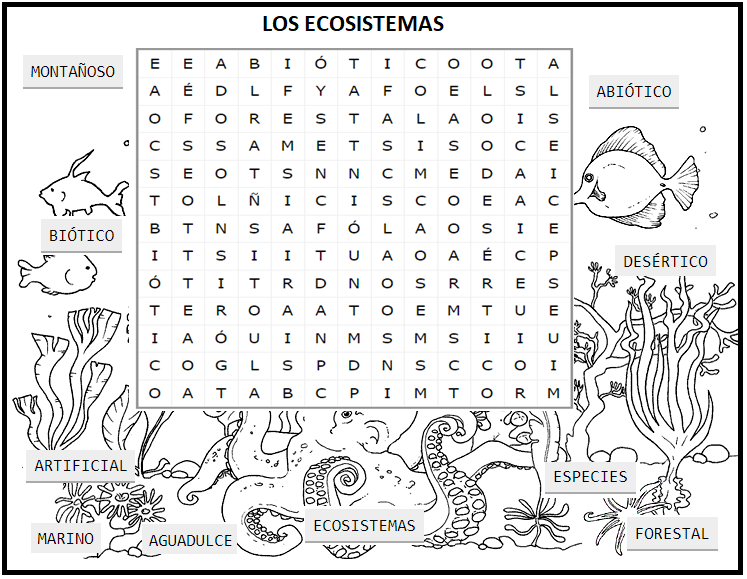 LOS ECOSISTEMAS
MONTAÑOSO
ABIÓTICO
BIÓTICO
DESÉRTICO
E E A B I Ó T I C O O T A
A É D L F Y A F O E L S L
O F O R E S T A L A O I S
C S S A M E T S I S O C E
S E O T S N N C M E D A I
T O L Ñ I C I S C O E A C
B T N S A F Ó L A O S I E
I T S I I T U A O A É C P
Ó T I T R D N O S R R E S
T E R O A A T O E M T U E
I A Ó U I N M S M S I I U
C O G L S P D N S C C O I
O A T A B C P I M T O R M
ARTIFICIAL
ESPECIES
MARINO
AGUADULCE
ECOSISTEMAS
FORESTAL